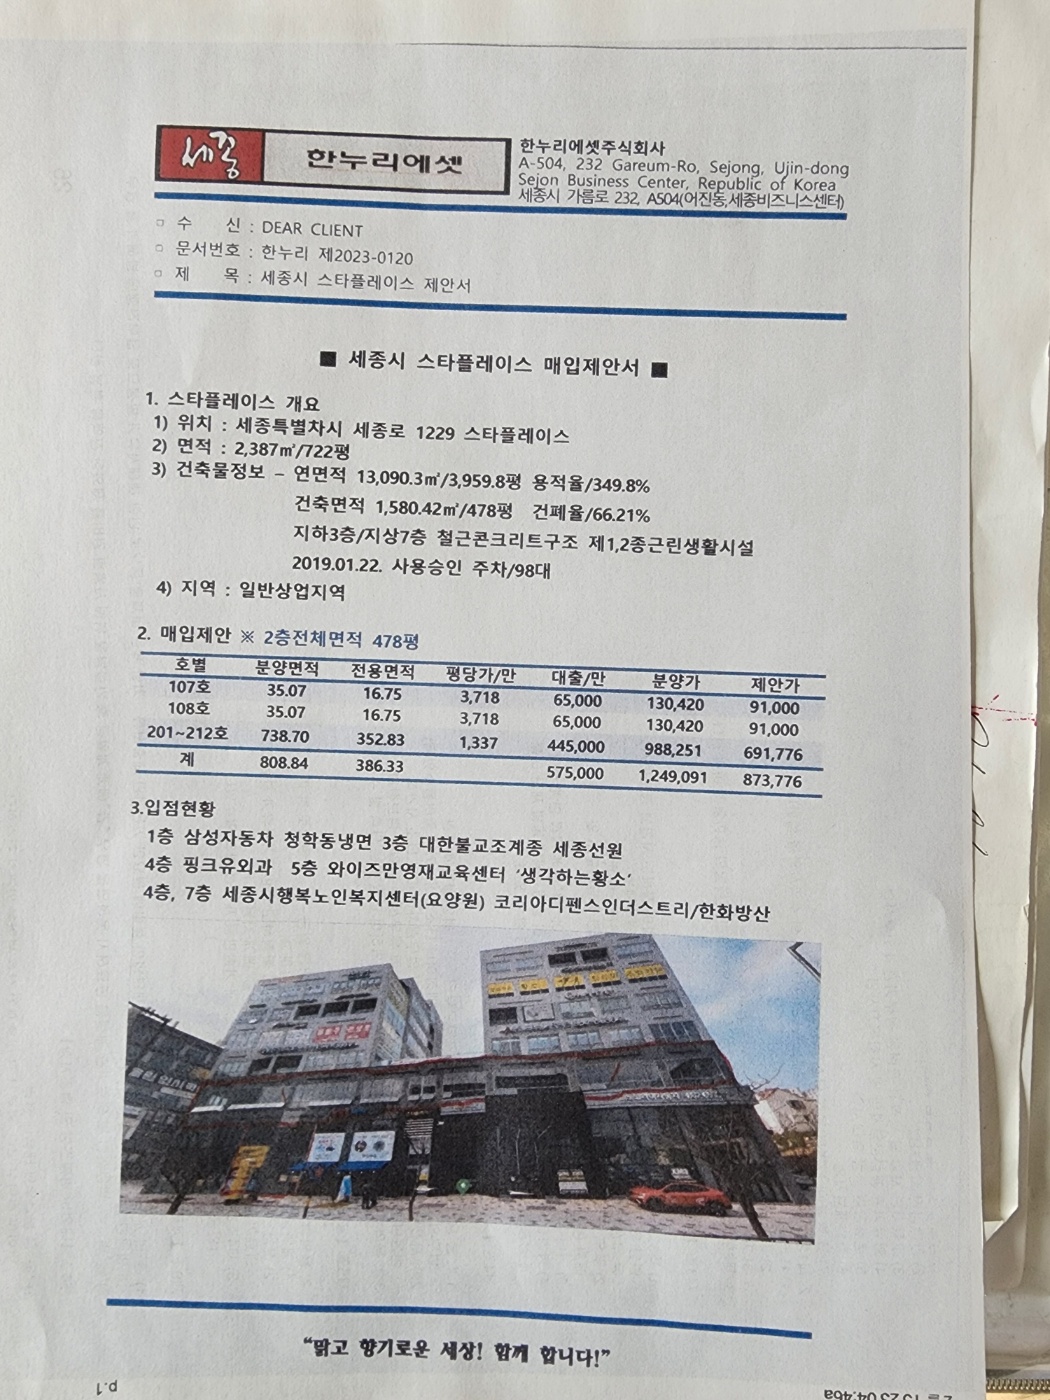 세종 한누리에셋
한누리에셋주식회사
A-504, 232 Gareum-Ro, Sejong, Ujin-dong
Sejon Business Center, Republic of Korea
세종시 가름로 232, A504(어진동,세종비즈니스센터)
▫ 수 신 : DEAR CLIENT
▫ 문서번호 : 한누리 제2023-0120
▫ 제 목 : 세종시 스타플레이스 제안서
■ 세종시 스타플레이스 매입제안서 ■
1. 스타플레이스 개요
1) 위치 : 세종특별차시 세종로 1229 스타플레이스
2) 면적 : 2,387㎡/722평
3) 건축물정보 – 연면적 13,090.3㎡/3,959.8평 용적율/349.8%
건축면적 1,580.42㎡/478평 건폐율/66.21%
지하3층/지상7층 철근콘크리트구조 제1,2종근린생활시설
2019.01.22. 사용승인 주차/98대
4) 지역 : 일반상업지역
2. 매입제안 ※ 2층전체면적 478평
호별 분양면적 전용면적 평당가/만 대출/만 분양가 제안가
107호 35.07 16.75 3,718 65,000 130,420 91,000
108호 35.07 16.75 3,718 65,000 130,420 91,000
201~212호 738.70 352.83 1,337 445,000 988,251 691,776
계 808.84 386.33 575,000 1,249,091 873,776
3.입점현황
1층 삼성자동차 청학동냉면 3층 대한불교조계종 세종선원
4층 핑크유외과 5층 와이즈만영재교육센터 '생각하는황소'
4층, 7층 세종시행복노인복지센터(요양원) 코리아디펜스인더스트리/한화방산
"맑고 향기로운 세상! 함께 합니다!"
p.1